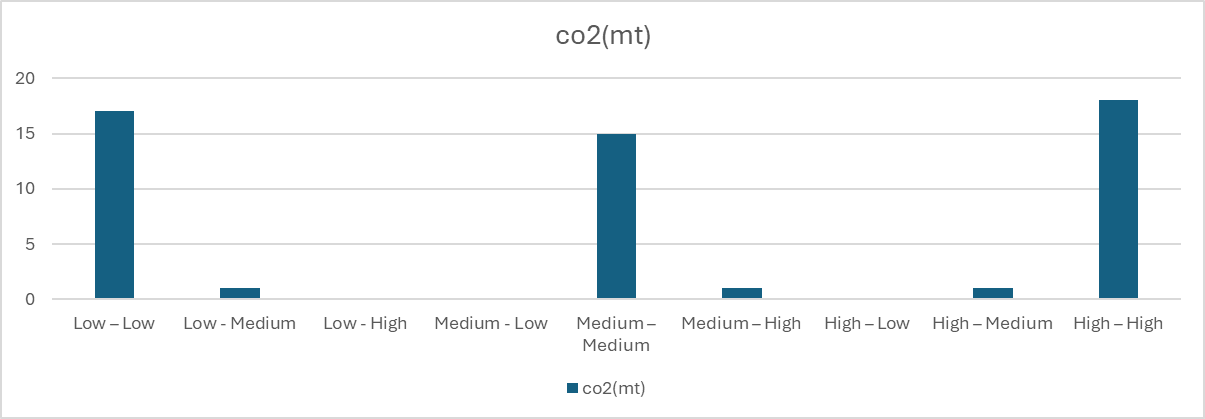 co2(mt)
20
15
10
5
0
Low – Low
Low - Medium
Low - High
Medium - Low
Medium –
Medium
Medium – High
High – Low
High – Medium
High – High
co2(mt)